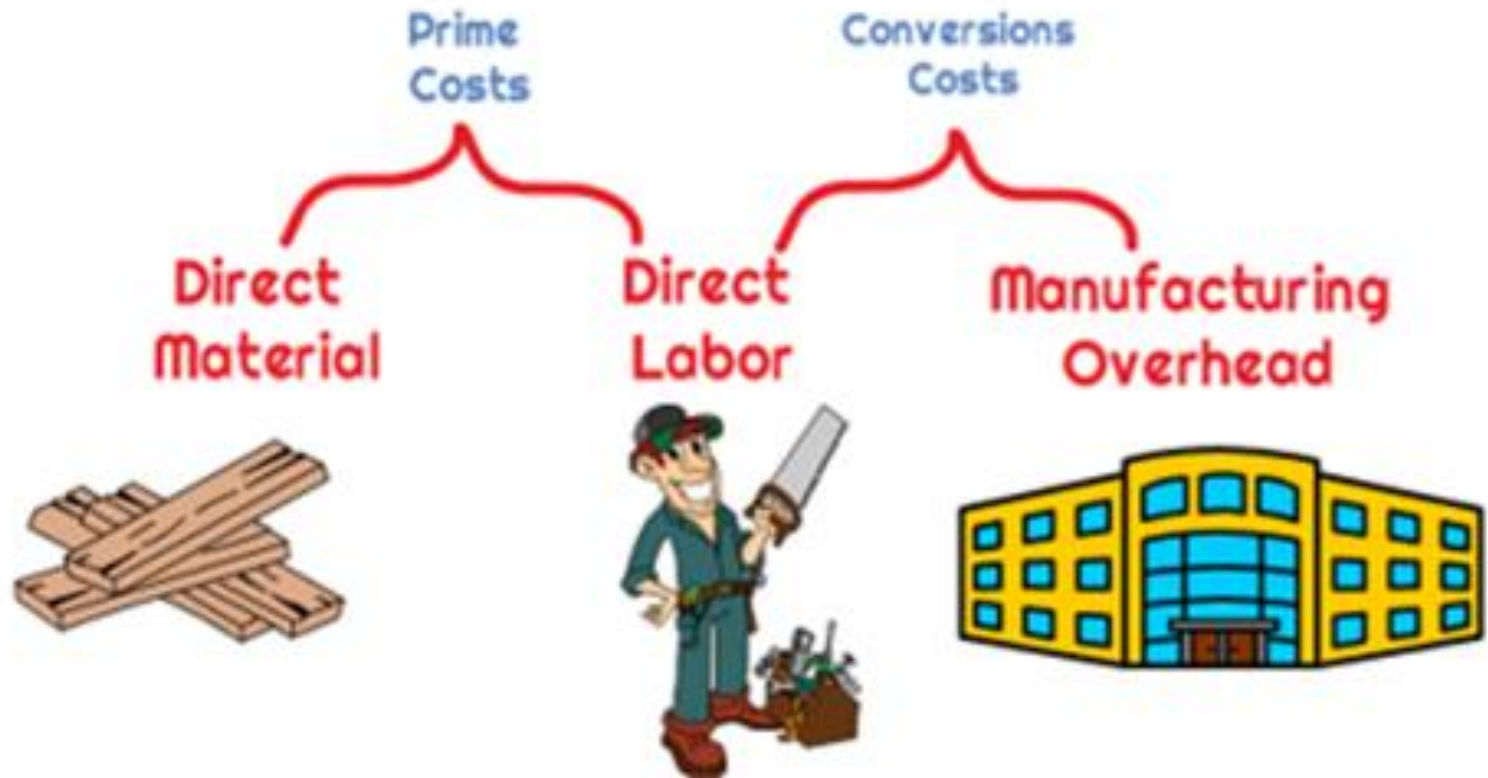 Prime
Costs
Conversions
Costs
Direct
Material
Direct
Labor
Manufacturing
Overhead